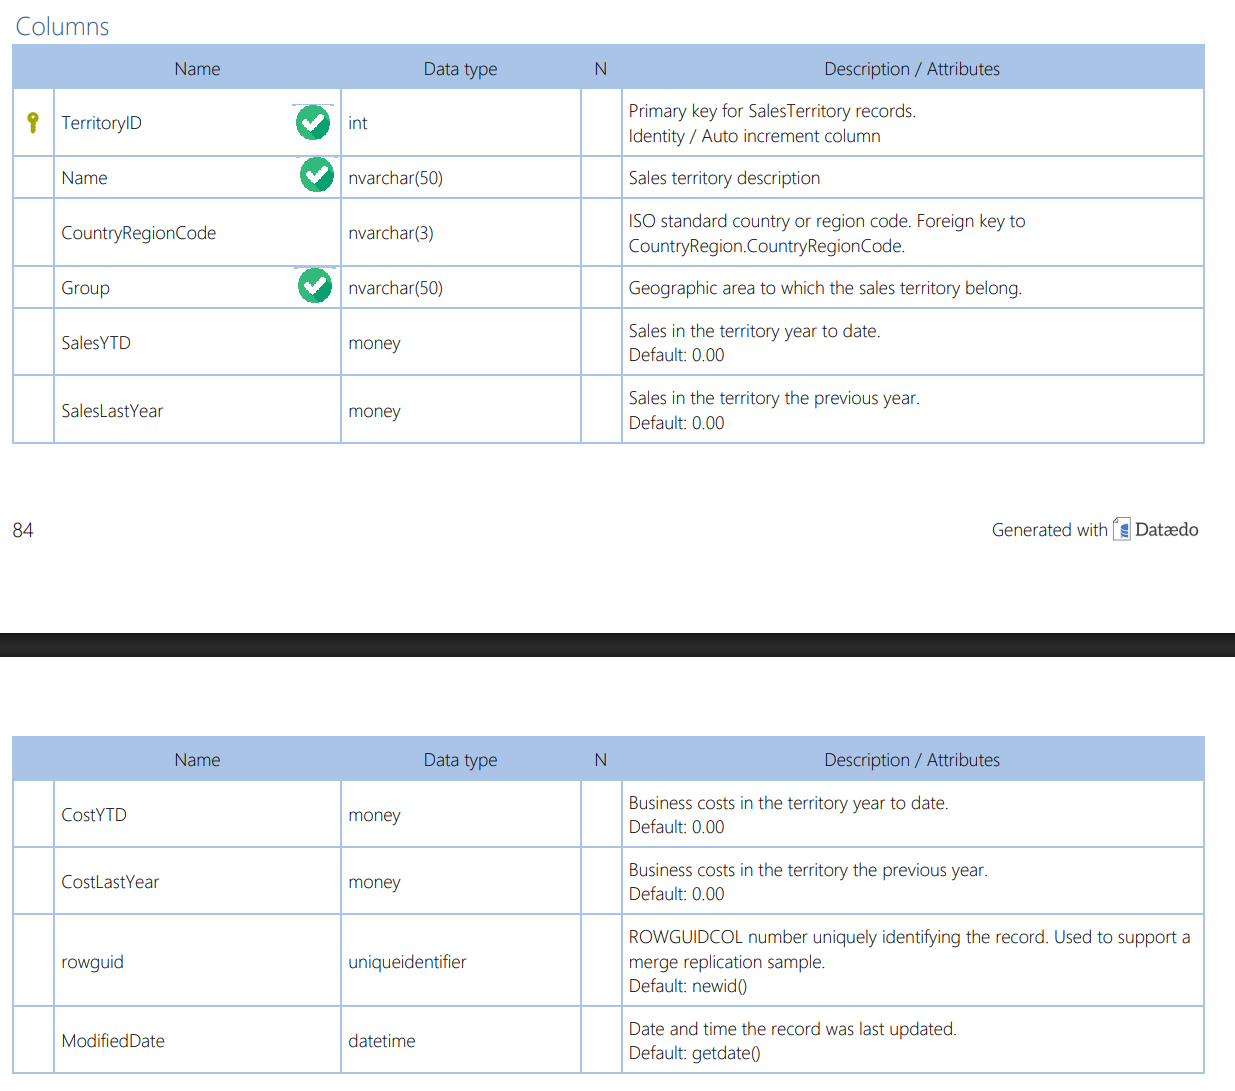 Columns
Name Data type N Description / Attributes
TerritoryID int Primary key for SalesTerritory records.
Identity / Auto increment column
Name nvarchar(50) Sales territory description
CountryRegionCode nvarchar(3) ISO standard country or region code. Foreign key to
CountryRegion.CountryRegionCode.
Group nvarchar(50) Geographic area to which the sales territory belong.
SalesYTD money Sales in the territory year to date.
Default: 0.00
SalesLastYear money Sales in the territory the previous year.
Default: 0.00
84 Generated with Datædo
Name Data type N Description / Attributes
CostYTD money Business costs in the territory year to date.
Default: 0.00
CostLastYear money Business costs in the territory the previous year.
Default: 0.00
rowguid uniqueidentifier ROWGUIDCOL number uniquely identifying the record. Used to support a
merge replication sample.
Default: newid()
ModifiedDate datetime Date and time the record was last updated.
Default: getdate()